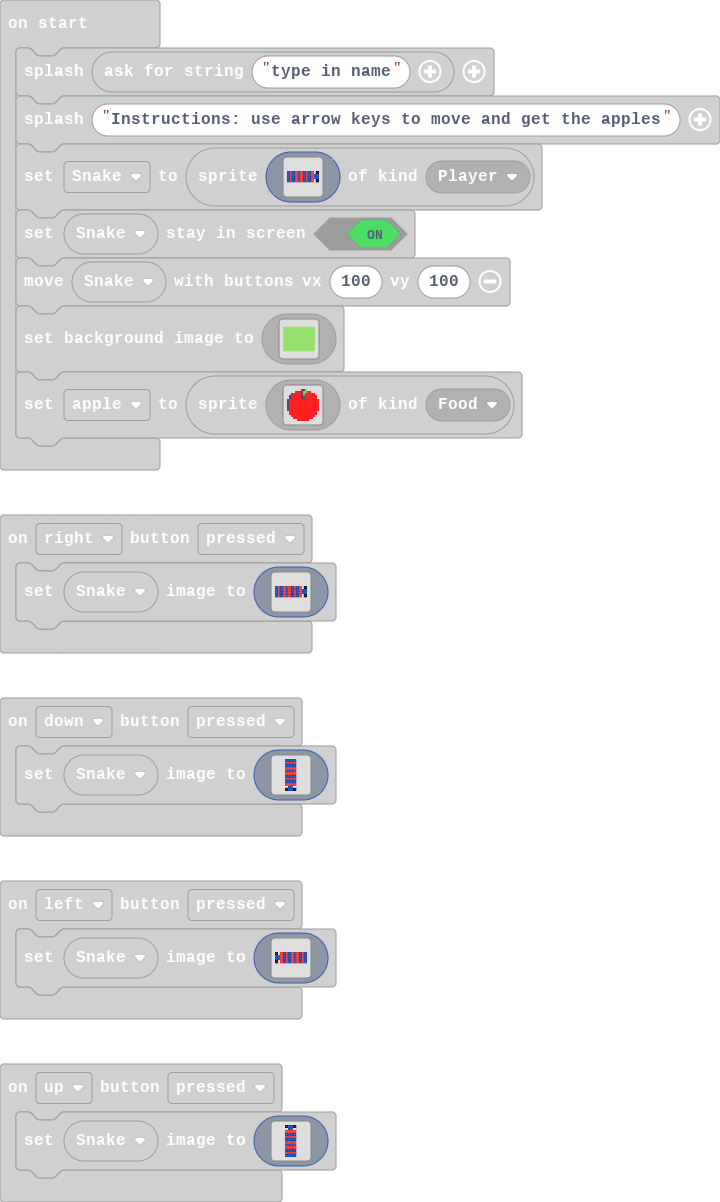 on start
splash ask for string "type in name"
splash "Instructions: use arrow keys to move and get the apples"
set Snake to sprite of kind Player
set Snake stay in screen ON
move Snake with buttons vx 100 vy 100
set background image to
set apple to sprite of kind Food
on right button pressed
set Snake image to
on down button pressed
set Snake image to
on left button pressed
set Snake image to
on up button pressed
set Snake image to